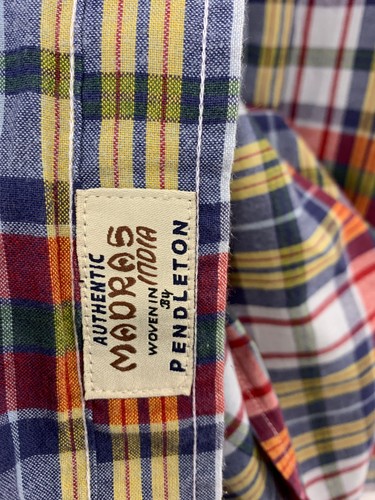 AUTHENTIC
MADRAS
WOVEN IN INDIA
By
PENDLETON